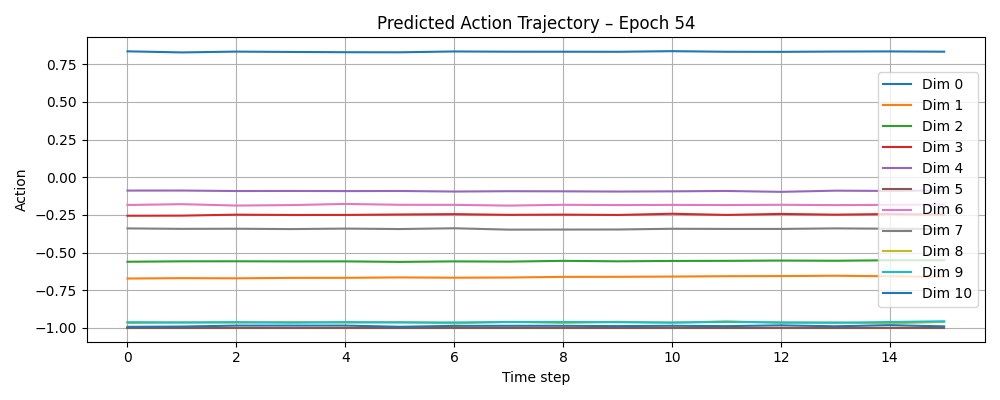 Predicted Action Trajectory – Epoch 54
Action
0.75
0.50
0.25
0.00
−0.25
−0.50
−0.75
−1.00
Dim 0
Dim 1
Dim 2
Dim 3
Dim 4
Dim 5
Dim 6
Dim 7
Dim 8
Dim 9
Dim 10
0 2 4 6 8 10 12 14
Time step